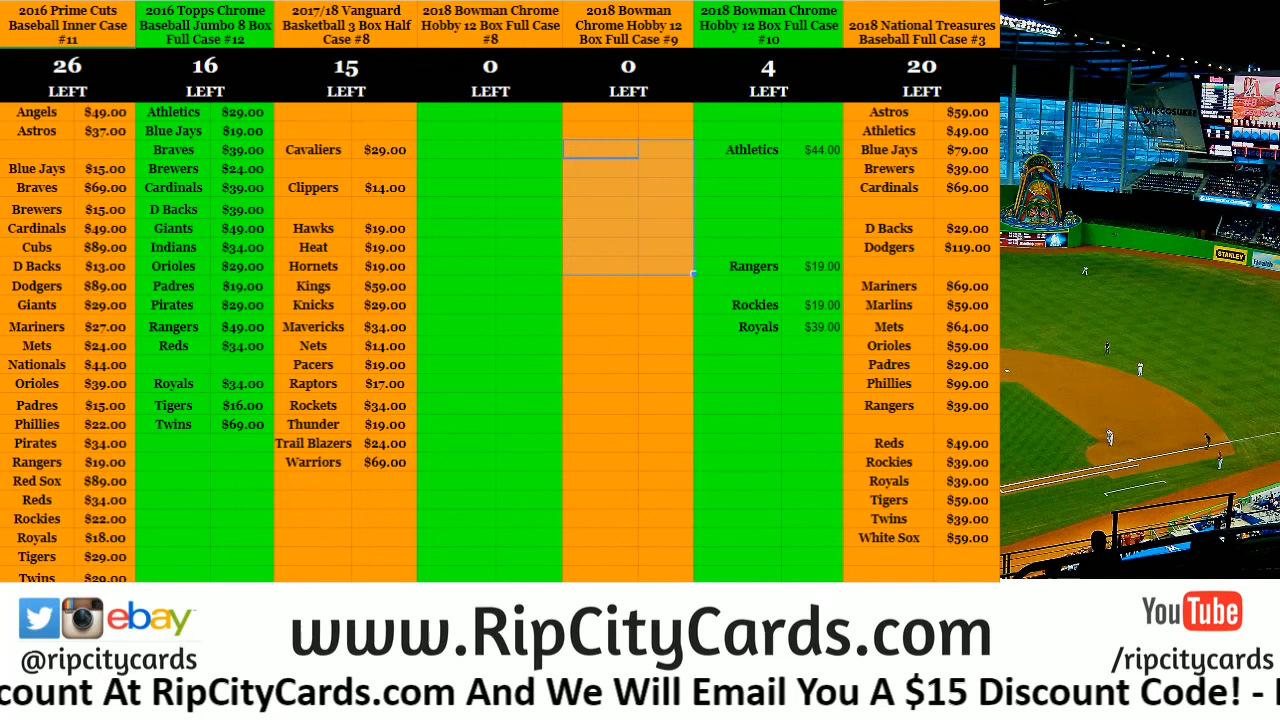 2016 Prime Cuts
Baseball Inner Case
#11
26
LEFT
Angels $49.00
Astros $37.00
Blue Jays $15.00
Braves $69.00
Brewers $15.00
Cardinals $49.00
Cubs $89.00
D Backs $13.00
Dodgers $89.00
Giants $29.00
Mariners $27.00
Mets $24.00
Nationals $44.00
Orioles $39.00
Padres $15.00
Phillies $22.00
Pirates $34.00
Rangers $19.00
Red Sox $89.00
Reds $34.00
Rockies $22.00
Royals $18.00
Tigers $29.00
Twins $29.00
2016 Topps Chrome
Baseball Jumbo 8 Box
Full Case #12
16
LEFT
Athletics $29.00
Blue Jays $19.00
Braves $39.00
Brewers $24.00
Cardinals $39.00
D Backs $39.00
Giants $49.00
Indians $34.00
Orioles $29.00
Padres $19.00
Pirates $29.00
Rangers $49.00
Reds $34.00
Royals $34.00
Tigers $16.00
Twins $69.00
2017/18 Vanguard
Basketball 3 Box Half
Case #8
15
LEFT
Cavaliers $29.00
Clippers $14.00
Hawks $19.00
Heat $19.00
Hornets $19.00
Kings $59.00
Knicks $29.00
Mavericks $34.00
Nets $14.00
Pacers $19.00
Raptors $17.00
Rockets $34.00
Thunder $19.00
Trail Blazers $24.00
Warriors $69.00
2018 Bowman Chrome
Hobby 12 Box Full Case
#8
0
LEFT
2018 Bowman
Chrome Hobby 12
Box Full Case #9
0
LEFT
2018 Bowman Chrome
Hobby 12 Box Full Case
#10
4
LEFT
Athletics $44.00
Rangers $19.00
Rockies $19.00
Royals $39.00
2018 National Treasures
Baseball Full Case #3
20
LEFT
Astros $59.00
Athletics $49.00
Blue Jays $79.00
Brewers $39.00
Cardinals $69.00
D Backs $29.00
Dodgers $119.00
Mariners $69.00
Marlins $59.00
Mets $64.00
Orioles $59.00
Padres $29.00
Phillies $99.00
Rangers $39.00
Reds $49.00
Rockies $39.00
Royals $39.00
Tigers $59.00
Twins $39.00
White Sox $59.00
STANLEY
ebay
@ripcitycards
www.RipCityCards.com
YouTube
/ripcitycards
count At RipCityCards.com And We Will Email You A $15 Discount Code! -